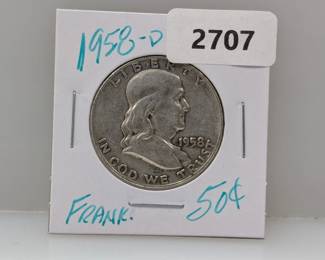 1958-D
2707
LIBERTY
1958
IN GOD WE TRUST
FRANK.
50¢